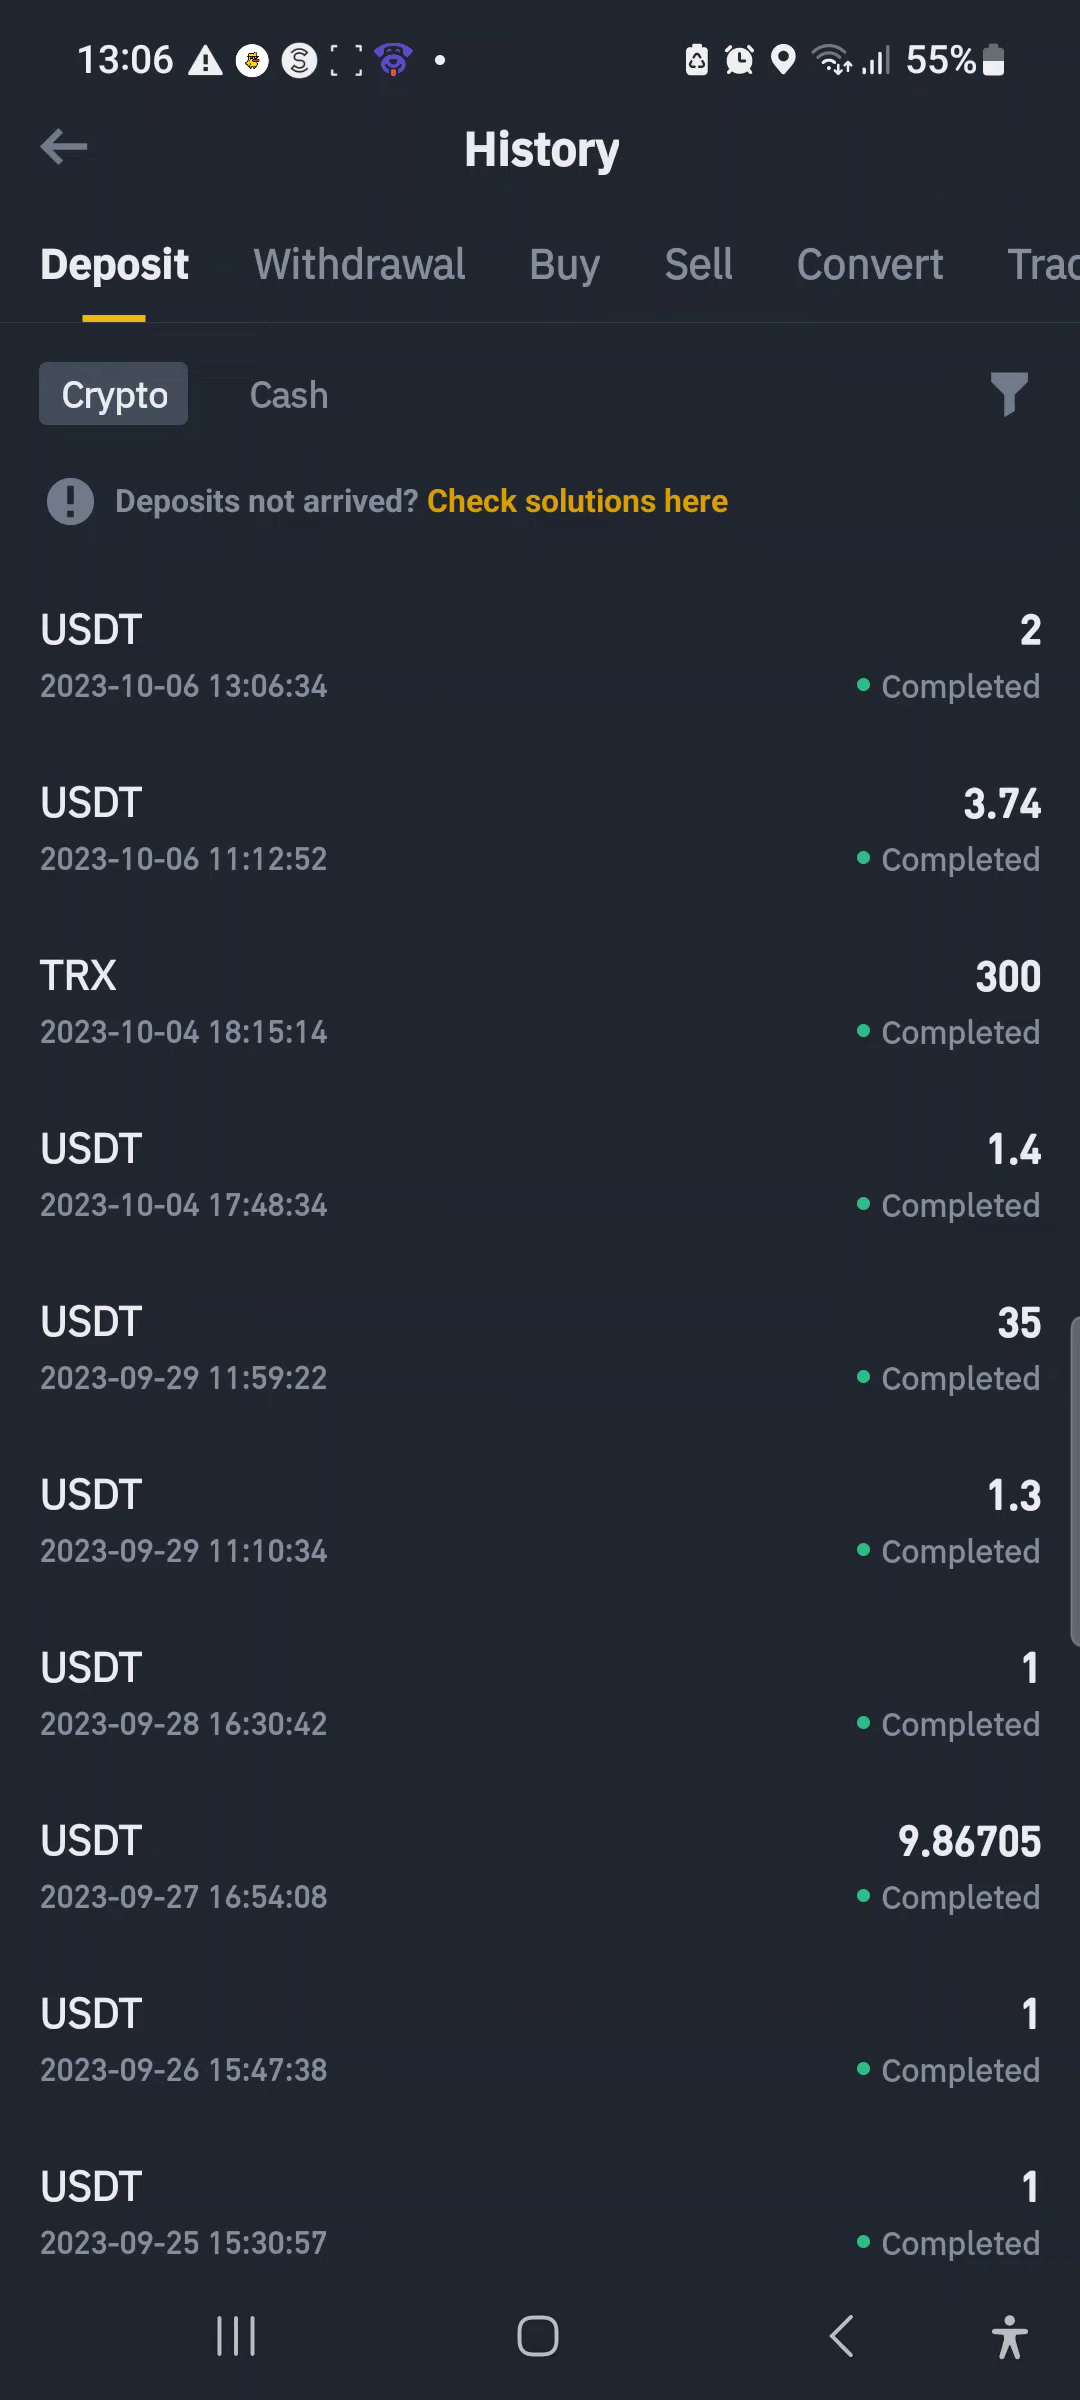 13:06
55%
History
Deposit Withdrawal Buy Sell Convert Trad
Crypto Cash
Deposits not arrived? Check solutions here
USDT 2
2023-10-06 13:06:34 Completed
USDT 3.74
2023-10-06 11:12:52 Completed
TRX 300
2023-10-04 18:15:14 Completed
USDT 1.4
2023-10-04 17:48:34 Completed
USDT 35
2023-09-29 11:59:22 Completed
USDT 1.3
2023-09-29 11:10:34 Completed
USDT 1
2023-09-28 16:30:42 Completed
USDT 9.86705
2023-09-27 16:54:08 Completed
USDT 1
2023-09-26 15:47:38 Completed
USDT 1
2023-09-25 15:30:57 Completed